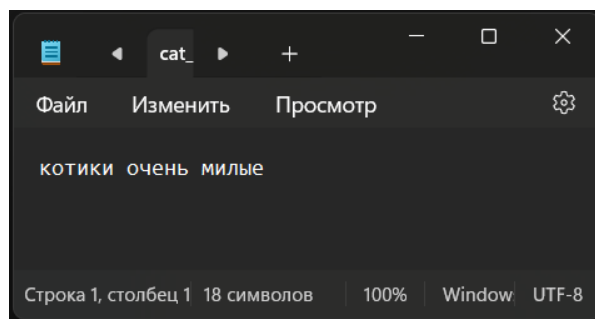 cat_
Файл Изменить Просмотр
котики очень милые
Строка 1, столбец 1 18 символов 100% Window UTF-8